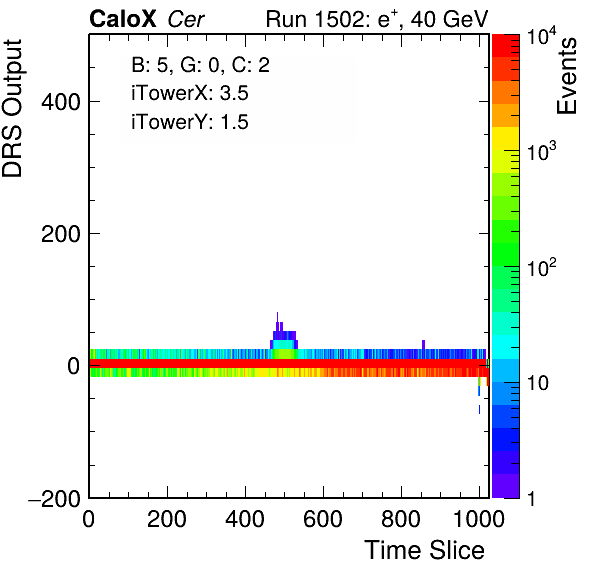 CaloX Cer Run 1502: e+, 40 GeV
B: 5, G: 0, C: 2
iTowerX: 3.5
iTowerY: 1.5
DRS Output
400
200
0
−200
0 200 400 600 800 1000
Time Slice
Events
10^4
10^3
10^2
10
1